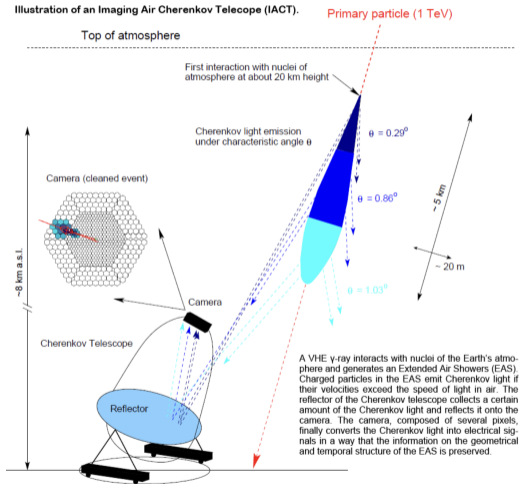 Illustration of an Imaging Air Cherenkov Telecope (IACT).
Primary particle (1 TeV)
Top of atmosphere
First interaction with nuclei of
atmosphere at about 20 km height
Cherenkov light emission
under characteristic angle θ
θ = 0.29⁰
Camera (cleaned event)
θ = 0.86⁰
~ 5 km
~ 20 m
~8 km a.s.l.
θ = 1.03⁰
Camera
Cherenkov Telescope
Reflector
A VHE γ-ray interacts with nuclei of the Earth's atmo-
phere and generates an Extended Air Showers (EAS).
Charged particles in the EAS emit Cherenkov light if
their velocities exceed the speed of light in air. The
reflector of the Cherenkov telescope collects a certain
amount of the Cherenkov light and reflects it onto the
camera. The camera, composed of several pixels,
finally converts the Cherenkov light into electrical sig-
nals in a way that the information on the geometrical
and temporal structure of the EAS is preserved.